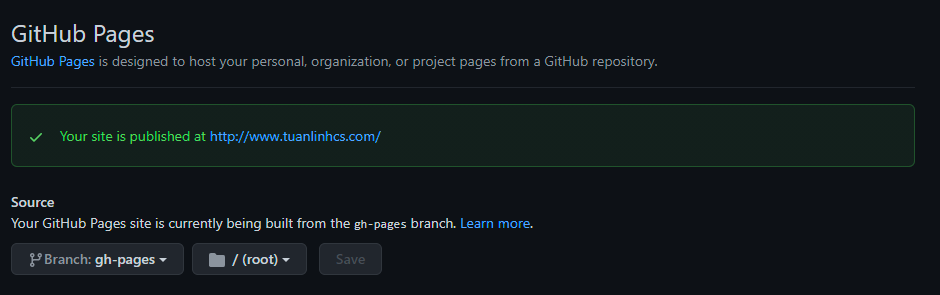 GitHub Pages
GitHub Pages is designed to host your personal, organization, or project pages from a GitHub repository.
Your site is published at http://www.tuanlinhcs.com/
Source
Your GitHub Pages site is currently being built from the gh-pages branch. Learn more.
Branch: gh-pages / (root) Save